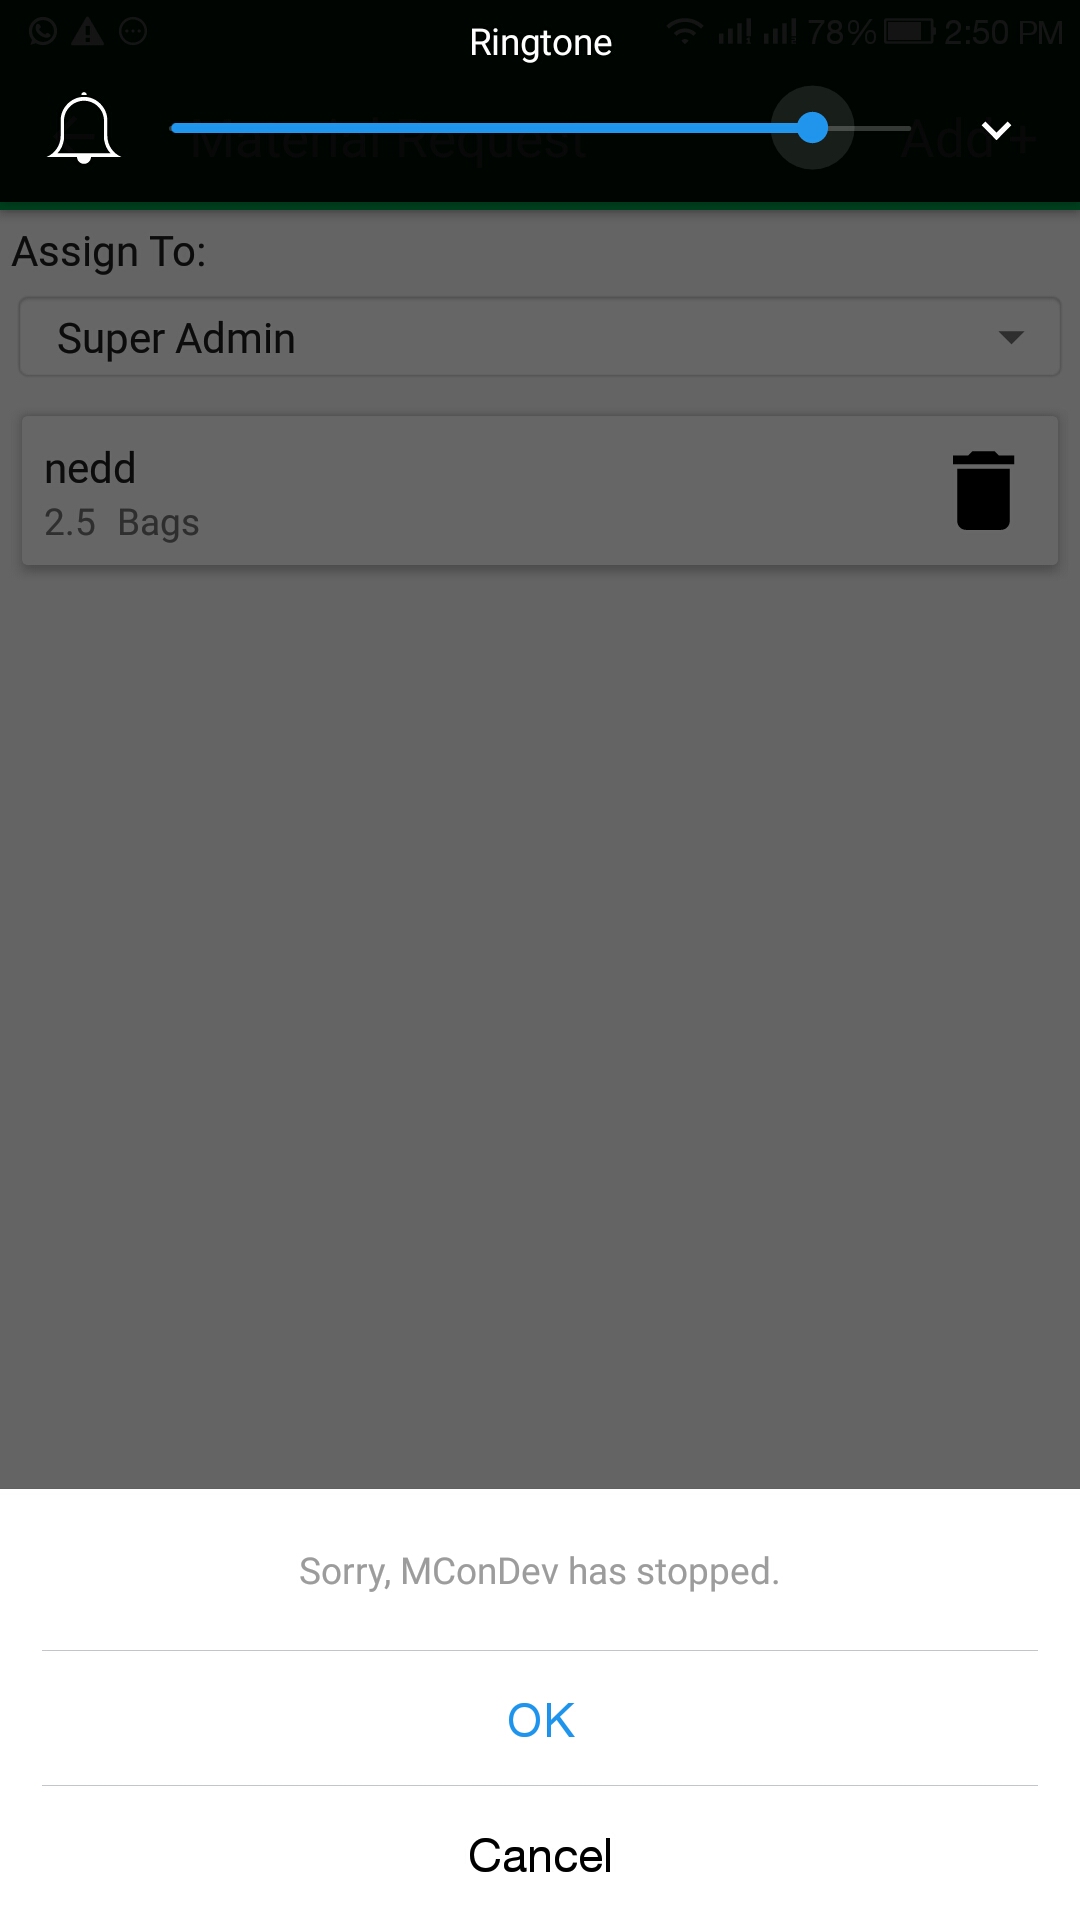 Ringtone
78% 2:50 PM
Material Request Add +
Assign To:
Super Admin
nedd
2.5 Bags
Sorry, MConDev has stopped.
OK
Cancel